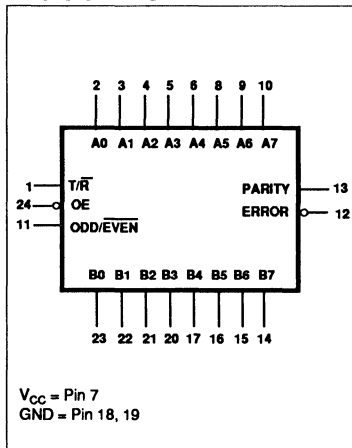 2 3 4 5 6 8 9 10
A0 A1 A2 A3 A4 A5 A6 A7
1 T/R̅ PARITY 13
24 OE ERROR 12
11 ODD/E̅V̅E̅N̅
B0 B1 B2 B3 B4 B5 B6 B7
23 22 21 20 17 16 15 14
VCC = Pin 7
GND = Pin 18, 19